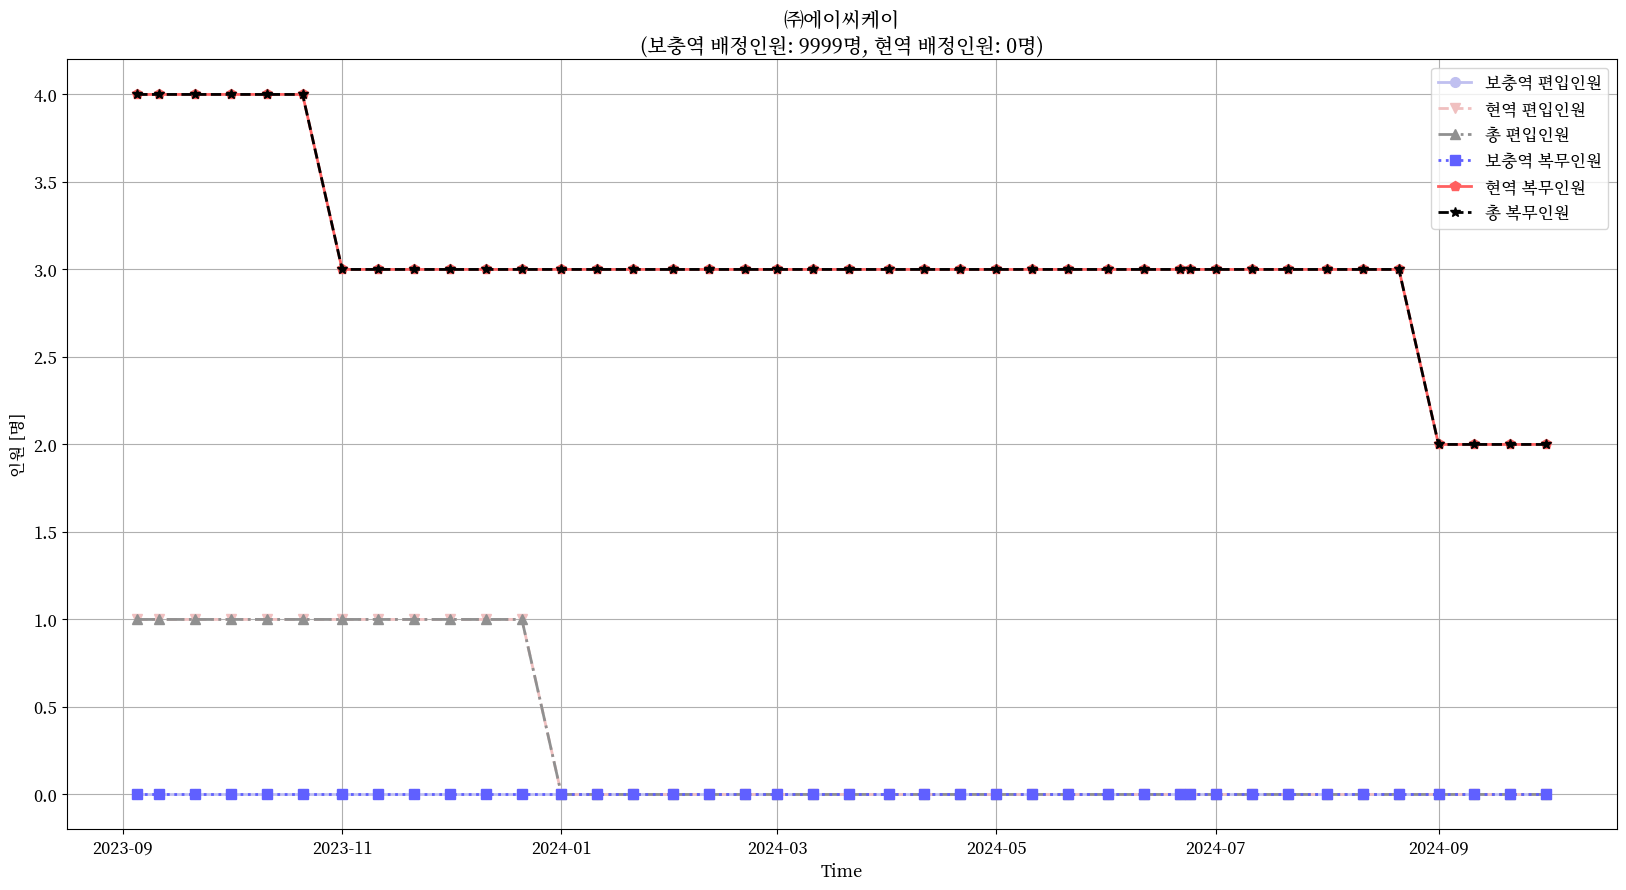 ㈜에이씨케이
(보충역 배정인원: 9999명, 현역 배정인원: 0명)
보충역 편입인원
현역 편입인원
총 편입인원
보충역 복무인원
현역 복무인원
총 복무인원
인원 [명]
4.0
3.5
3.0
2.5
2.0
1.5
1.0
0.5
0.0
2023-09
2023-11
2024-01
2024-03
2024-05
2024-07
2024-09
Time